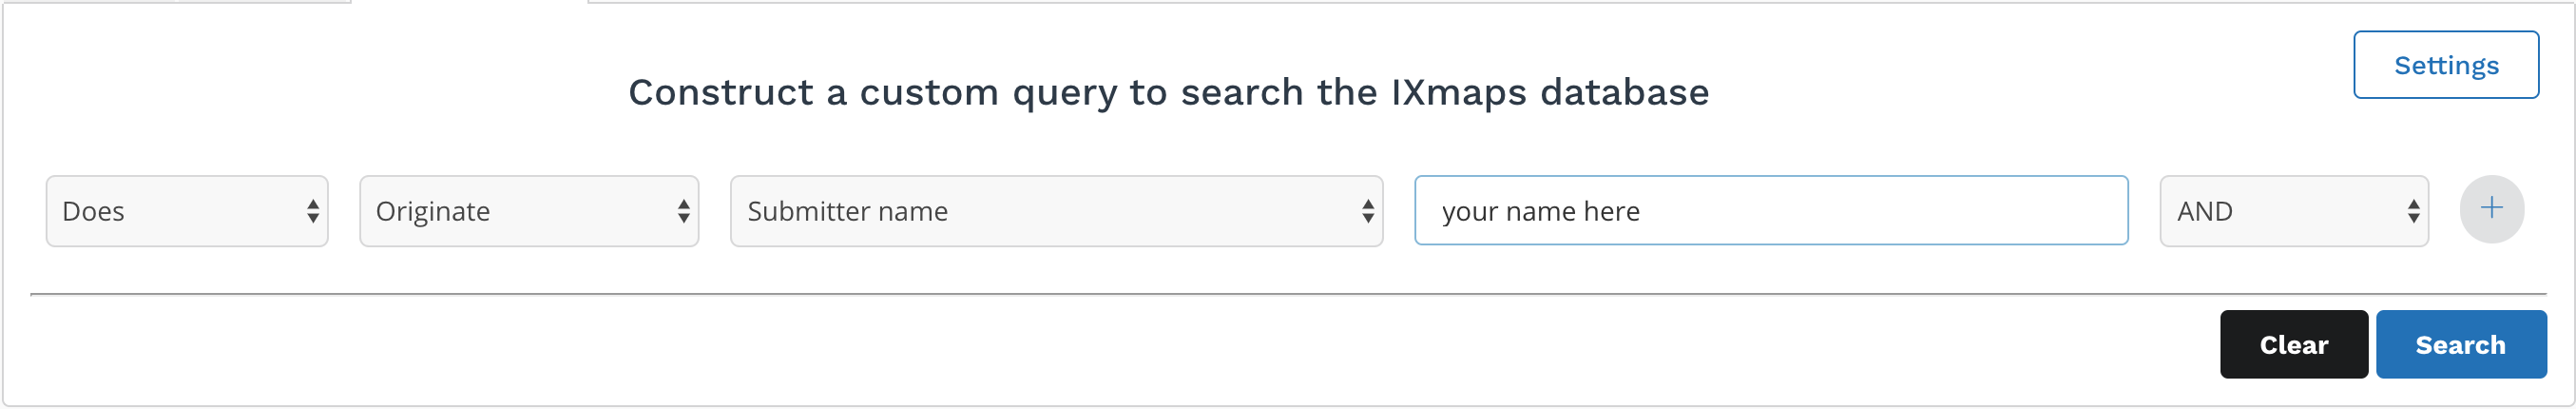 Settings
Construct a custom query to search the IXmaps database
Does Originate Submitter name your name here AND +
Clear Search